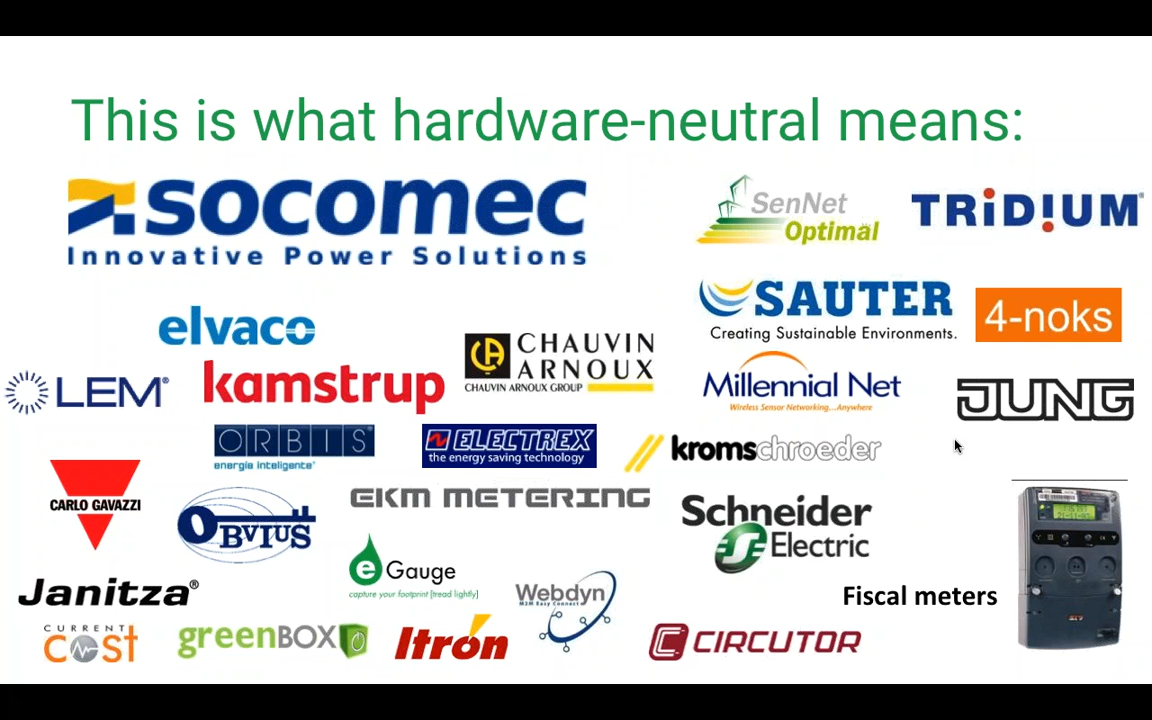 This is what hardware-neutral means:
socomec
Innovative Power Solutions
SenNet
Optimal
TRiDiUM
SAUTER
Creating Sustainable Environments.
4-noks
elvaco
CHAUVIN
ARNOUX
CHAUVIN ARNOUX GROUP
LEM®
kamstrup
Millennial Net
Wireless Sensor Networking...Anywhere
JUNG
ORBIS®
energía inteligente®
ELECTREX
the energy saving technology
kromschroeder
CARLO GAVAZZI
OBVIUS
EKM METERING
Schneider
Electric
eGauge
capture your footprint [tread lightly]
Janitza®
Webdyn
M2M Easy Connect
Fiscal meters
CURRENT
cost
greenBOX
Itron
CIRCUTOR